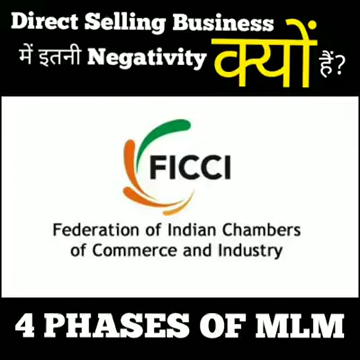 Direct Selling Business
में इतनी Negativity क्यों हैं?
FICCI
Federation of Indian Chambers
of Commerce and Industry
4 PHASES OF MLM